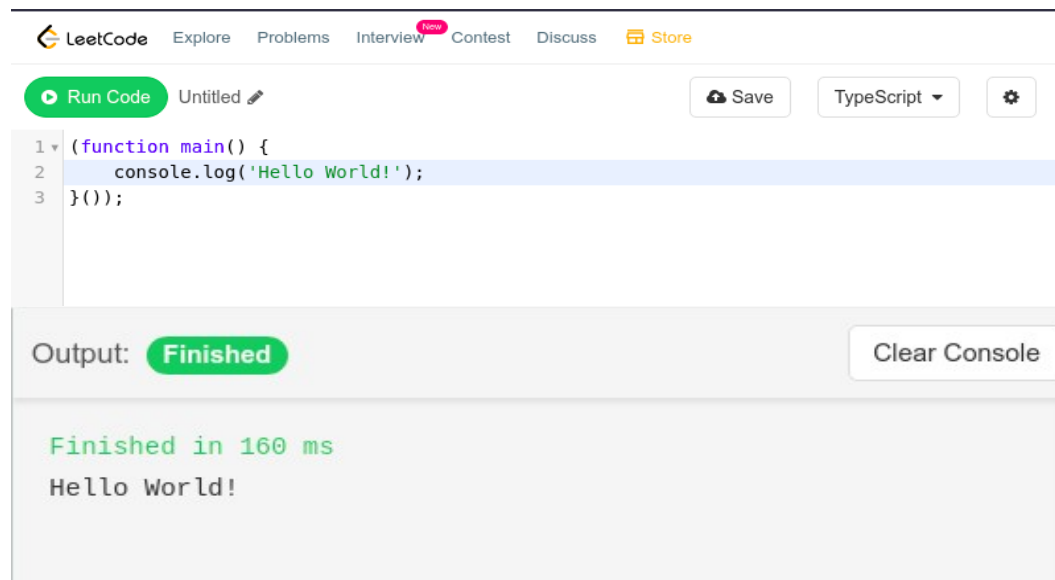 LeetCode Explore Problems Interview New Contest Discuss Store
Run Code Untitled Save TypeScript
1 (function main() {
2 console.log('Hello World!');
3 }());
Output: Finished Clear Console
Finished in 160 ms
Hello World!